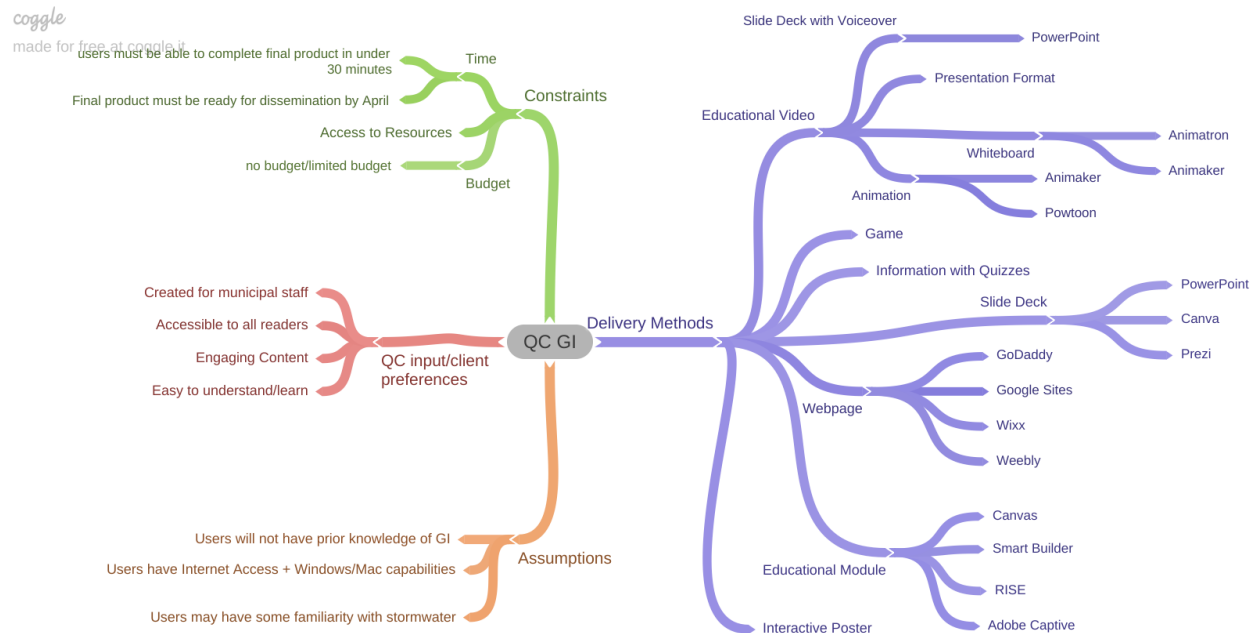 coggle
made for free at coggle.it
users must be able to complete final product in under
30 minutes
Time
Final product must be ready for dissemination by April
Constraints
Access to Resources
no budget/limited budget
Budget
Created for municipal staff
Accessible to all readers
Engaging Content
Easy to understand/learn
QC input/client
preferences
QC GI
Users will not have prior knowledge of GI
Assumptions
Users have Internet Access + Windows/Mac capabilities
Users may have some familiarity with stormwater
Delivery Methods
Educational Video
Slide Deck with Voiceover
PowerPoint
Presentation Format
Whiteboard
Animatron
Animaker
Animation
Animaker
Powtoon
Game
Information with Quizzes
Slide Deck
PowerPoint
Canva
Prezi
Webpage
GoDaddy
Google Sites
Wixx
Weebly
Educational Module
Canvas
Smart Builder
RISE
Adobe Captive
Interactive Poster